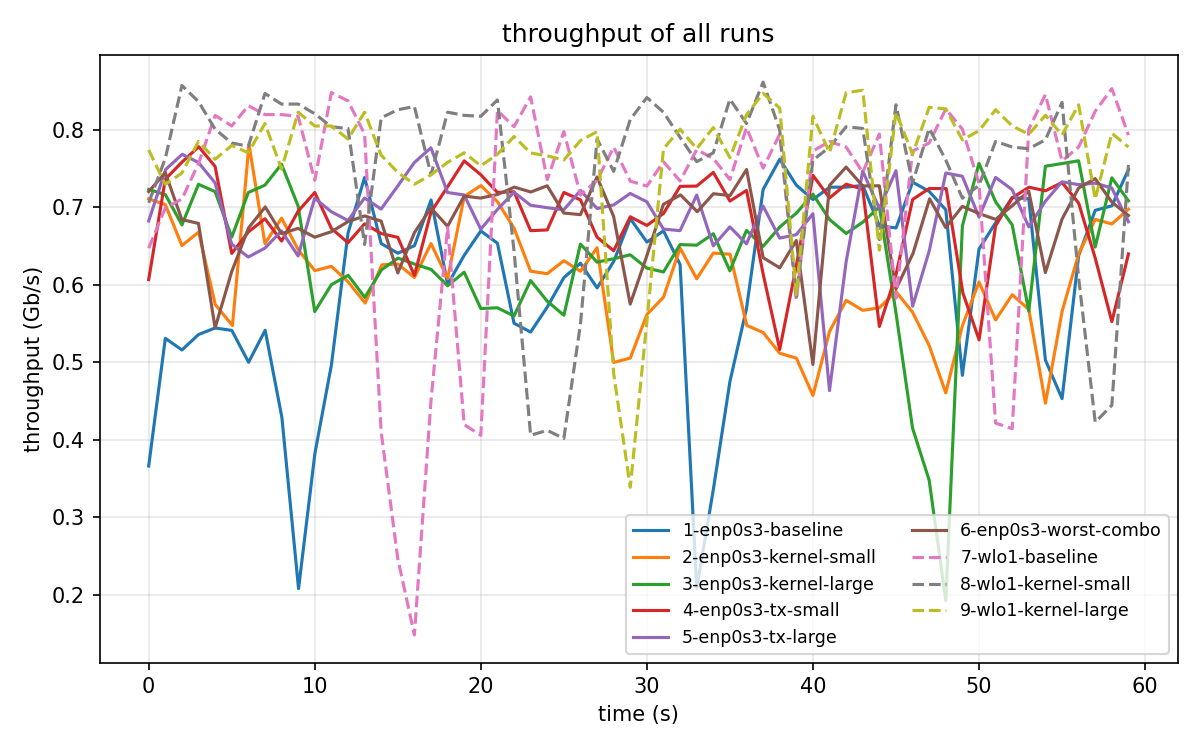 throughput of all runs
throughput (Gb/s)
0.8
0.7
0.6
0.5
0.4
0.3
0.2
1-enp0s3-baseline
2-enp0s3-kernel-small
3-enp0s3-kernel-large
4-enp0s3-tx-small
5-enp0s3-tx-large
6-enp0s3-worst-combo
7-wlo1-baseline
8-wlo1-kernel-small
9-wlo1-kernel-large
0 10 20 30 40 50 60
time (s)